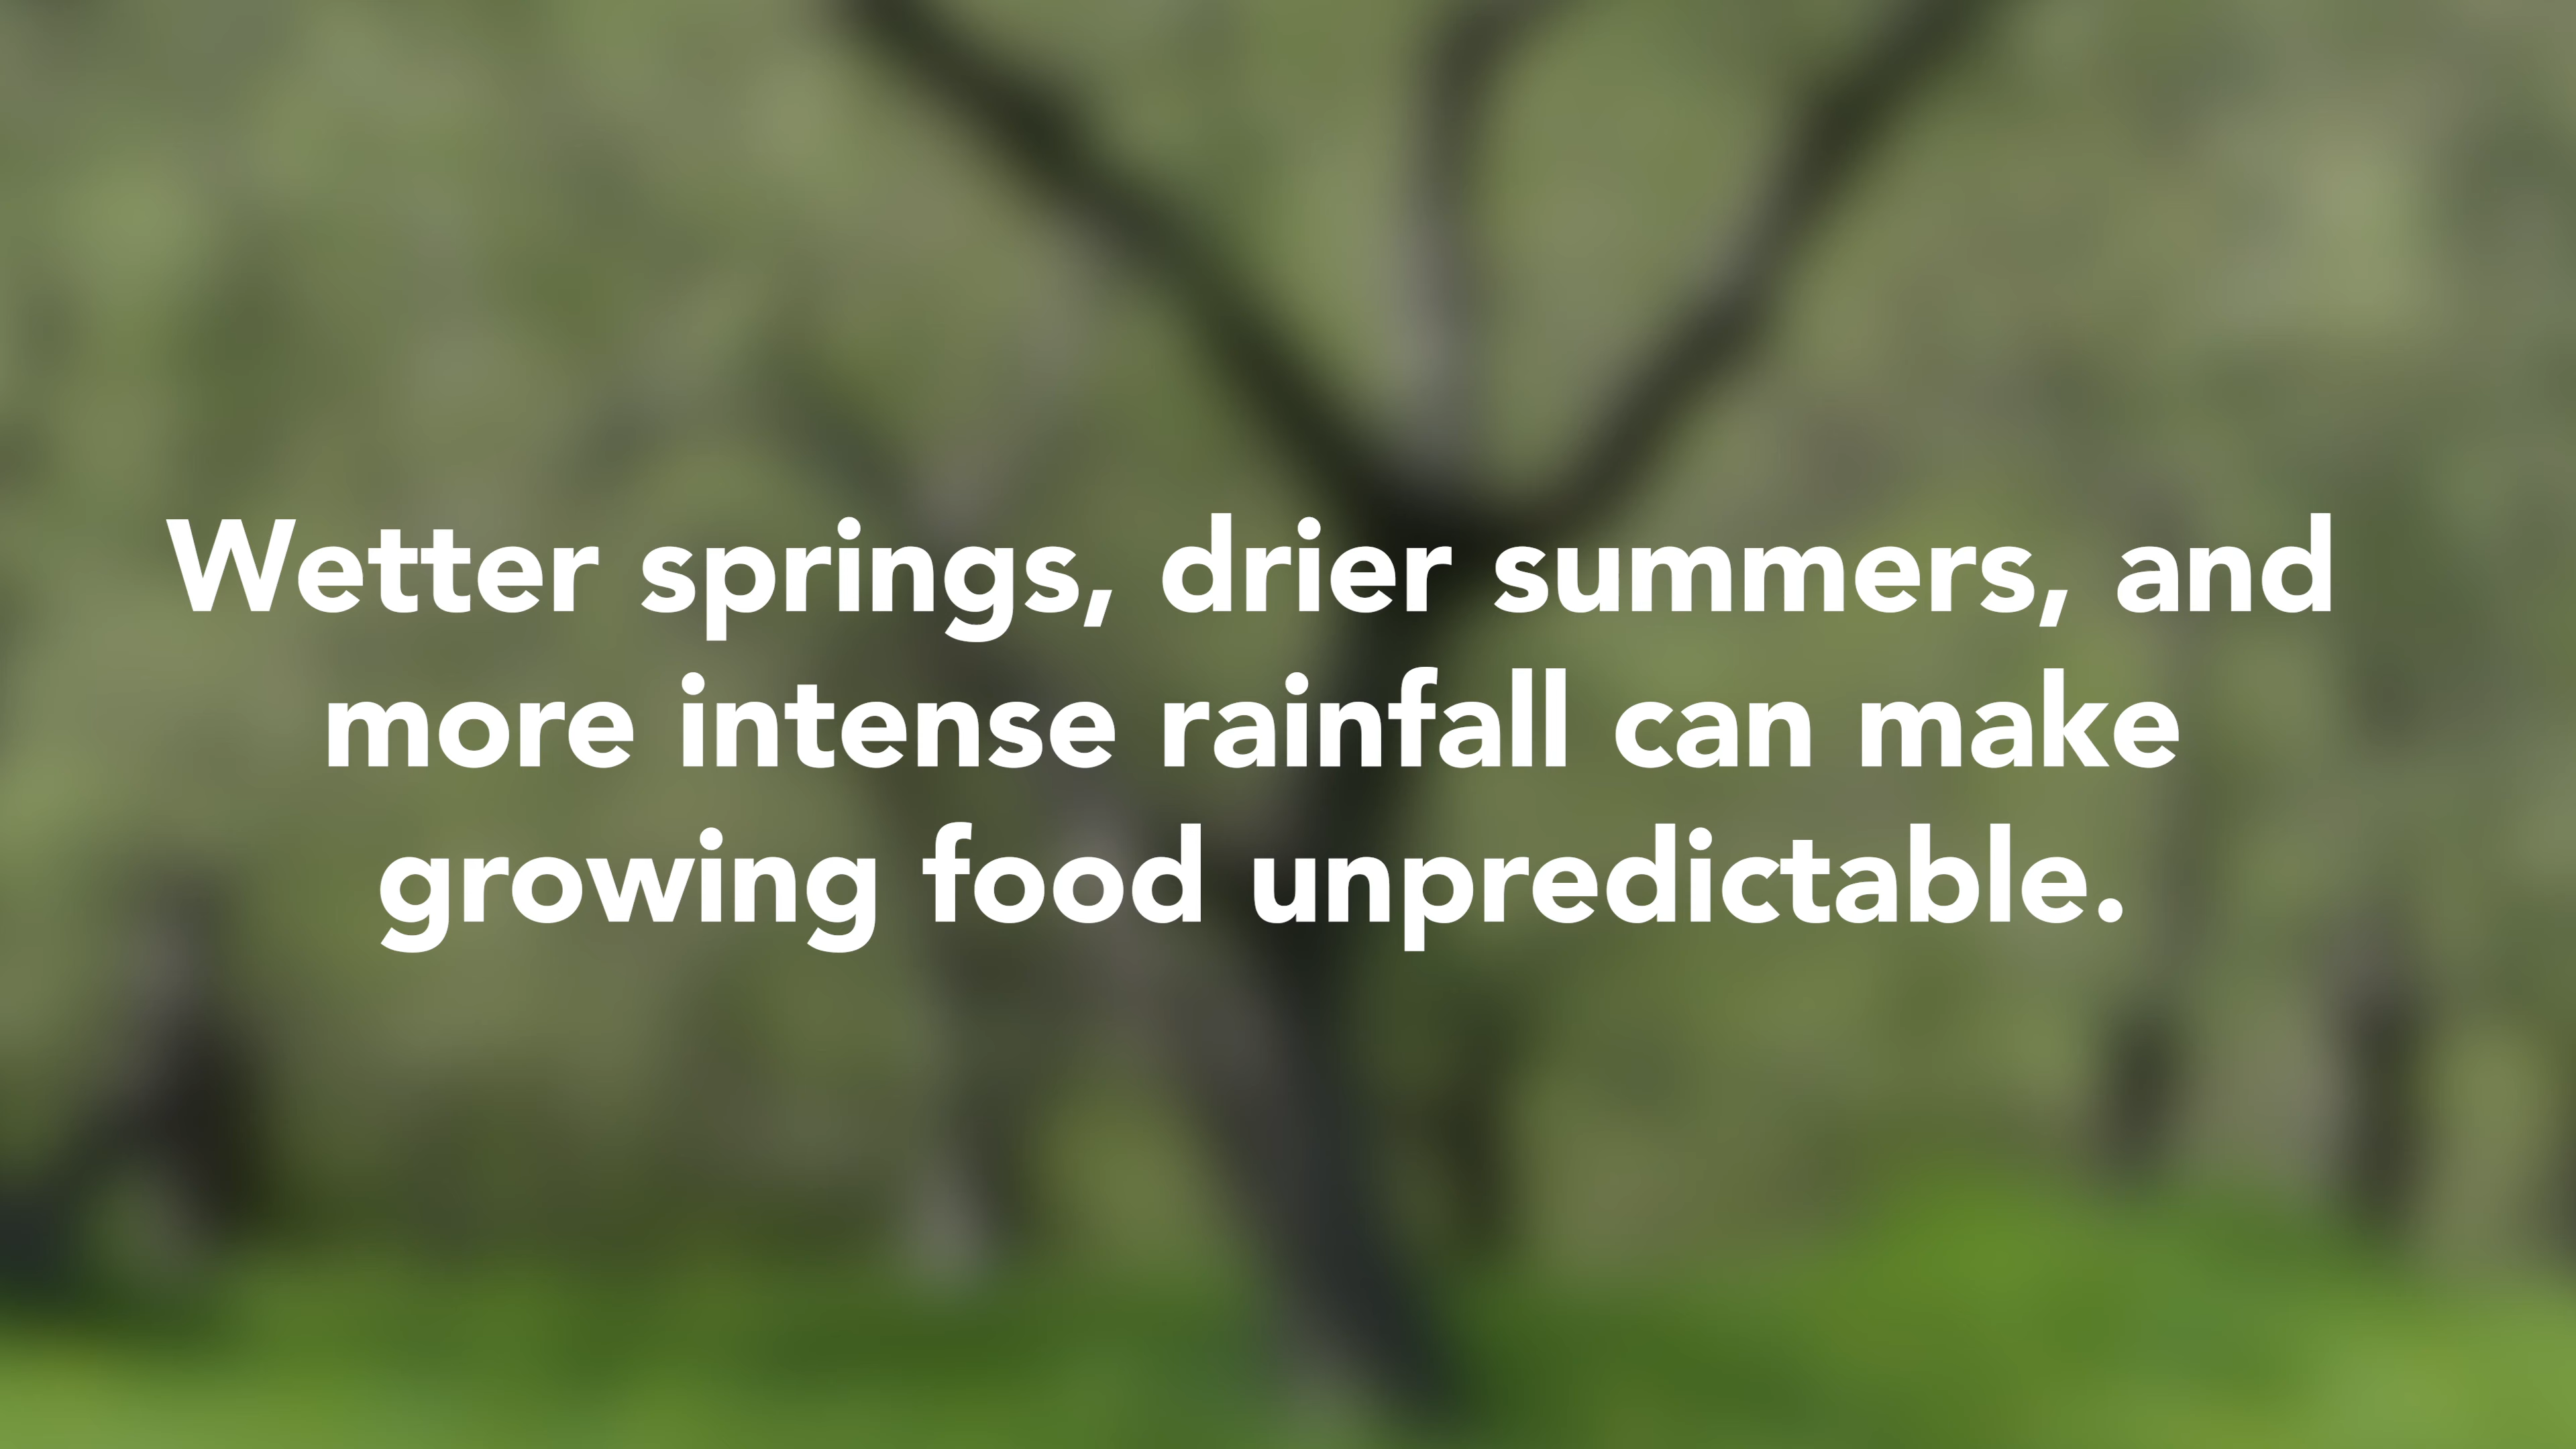 Wetter springs, drier summers, and
more intense rainfall can make
growing food unpredictable.